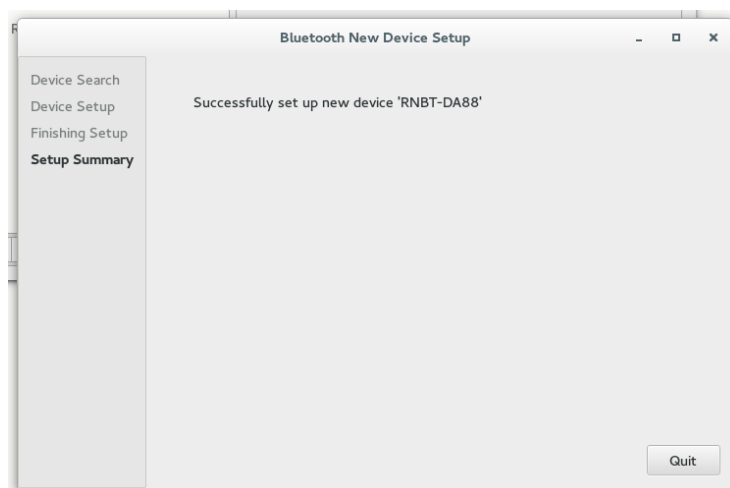 Bluetooth New Device Setup
Device Search
Device Setup
Finishing Setup
Setup Summary
Successfully set up new device 'RNBT-DA88'
Quit